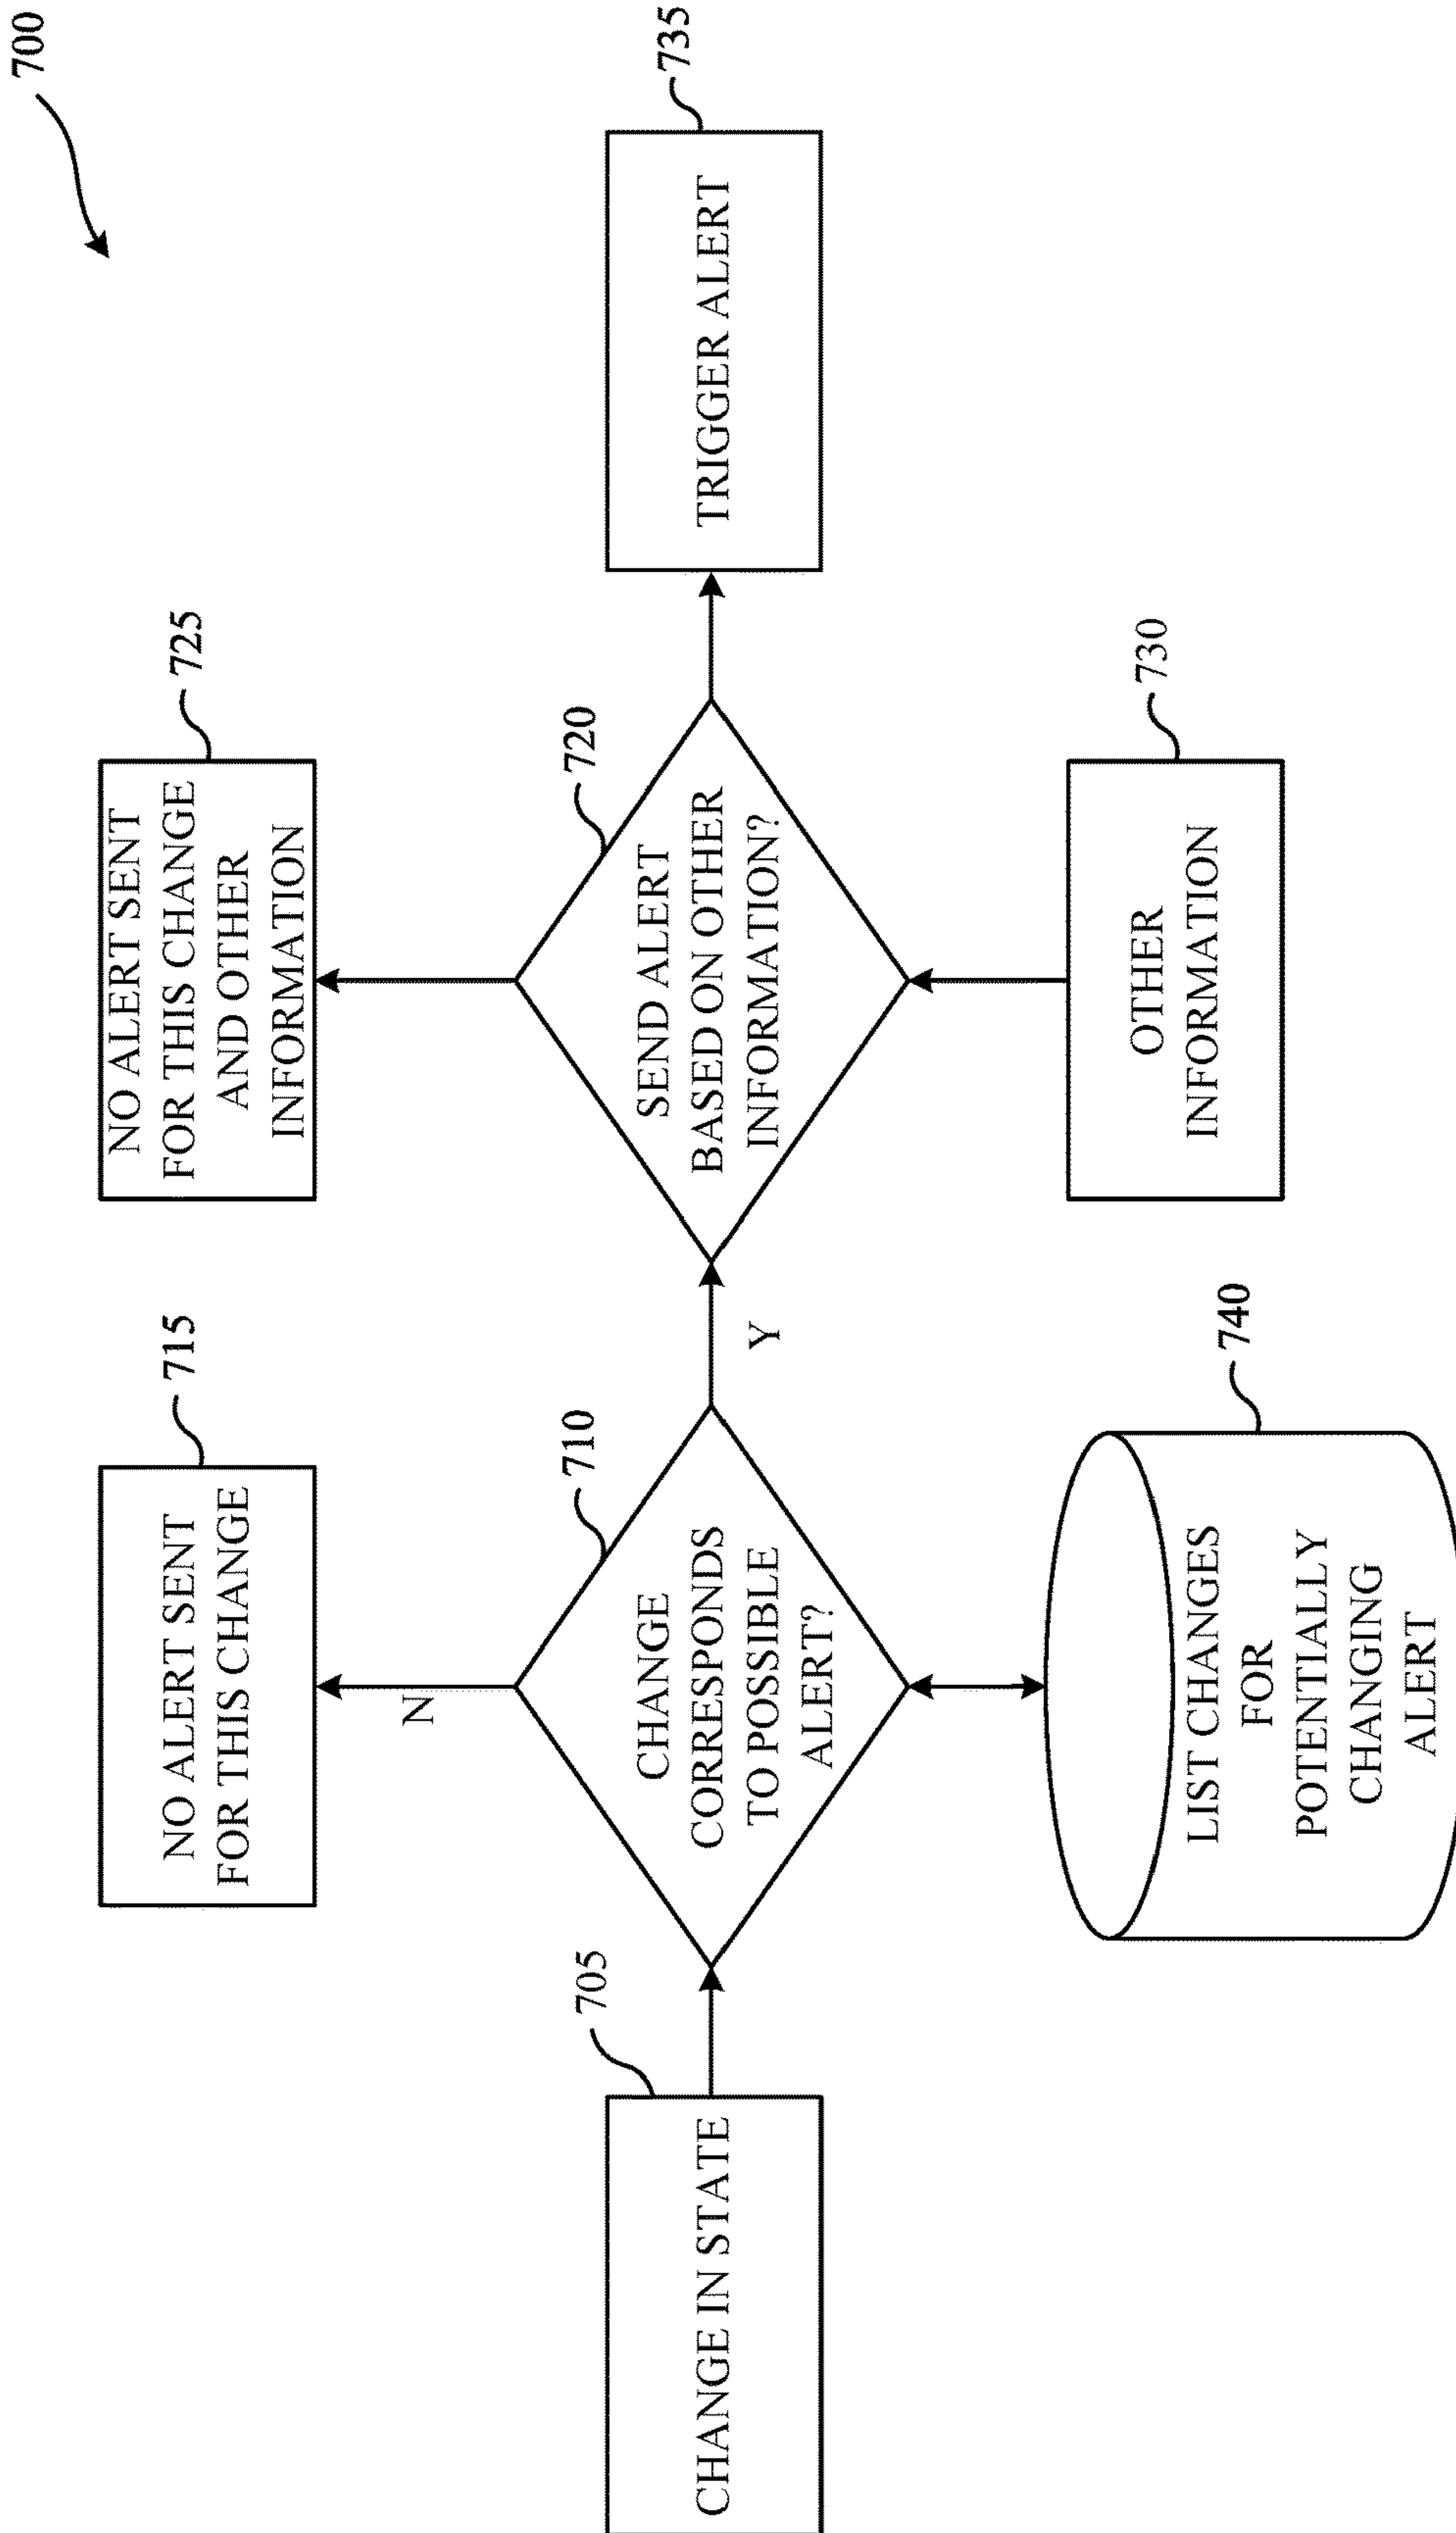 700
CHANGE IN STATE
705
CHANGE
CORRESPONDS
TO POSSIBLE
ALERT?
710
N
NO ALERT SENT
FOR THIS CHANGE
715
LIST CHANGES
FOR
POTENTIALLY
CHANGING
ALERT
740
Y
SEND ALERT
BASED ON OTHER
INFORMATION?
720
NO ALERT SENT
FOR THIS CHANGE
AND OTHER
INFORMATION
725
OTHER
INFORMATION
730
TRIGGER ALERT
735